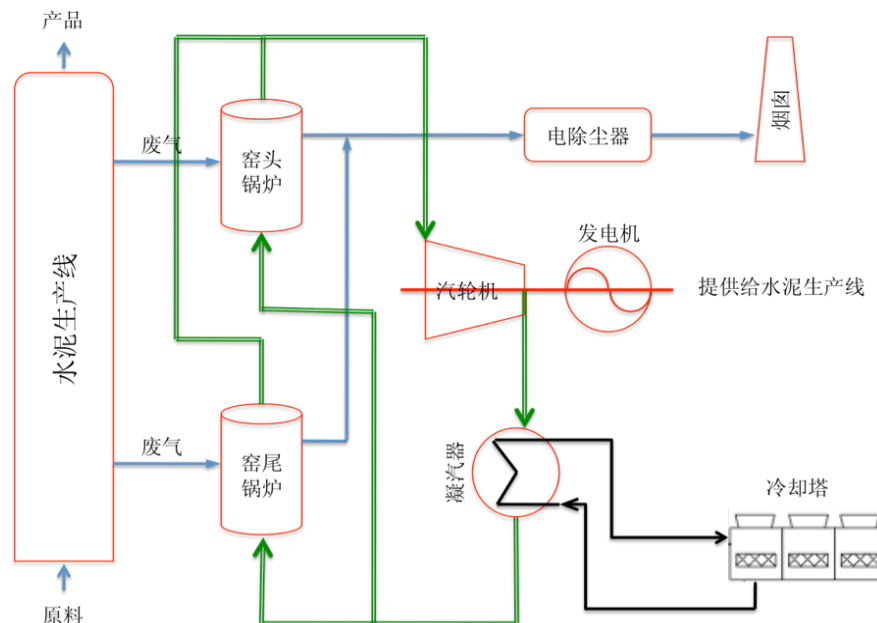 产品
废气
窑头
锅炉
电除尘器
烟囱
水泥生产线
发电机
汽轮机
提供给水泥生产线
废气
窑尾
锅炉
凝汽器
冷却塔
原料